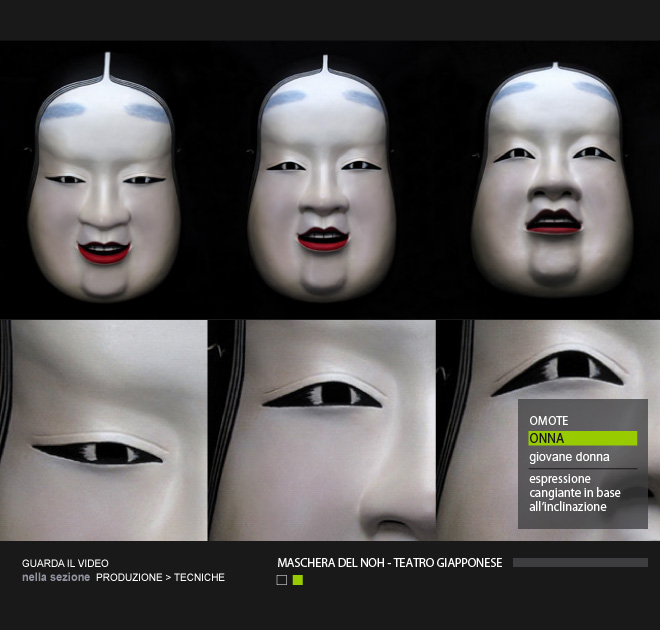 OMOTE
ONNA
giovane donna
espressione
cangiante in base
all'inclinazione
GUARDA IL VIDEO
nella sezione PRODUZIONE > TECNICHE
MASCHERA DEL NOH - TEATRO GIAPPONESE